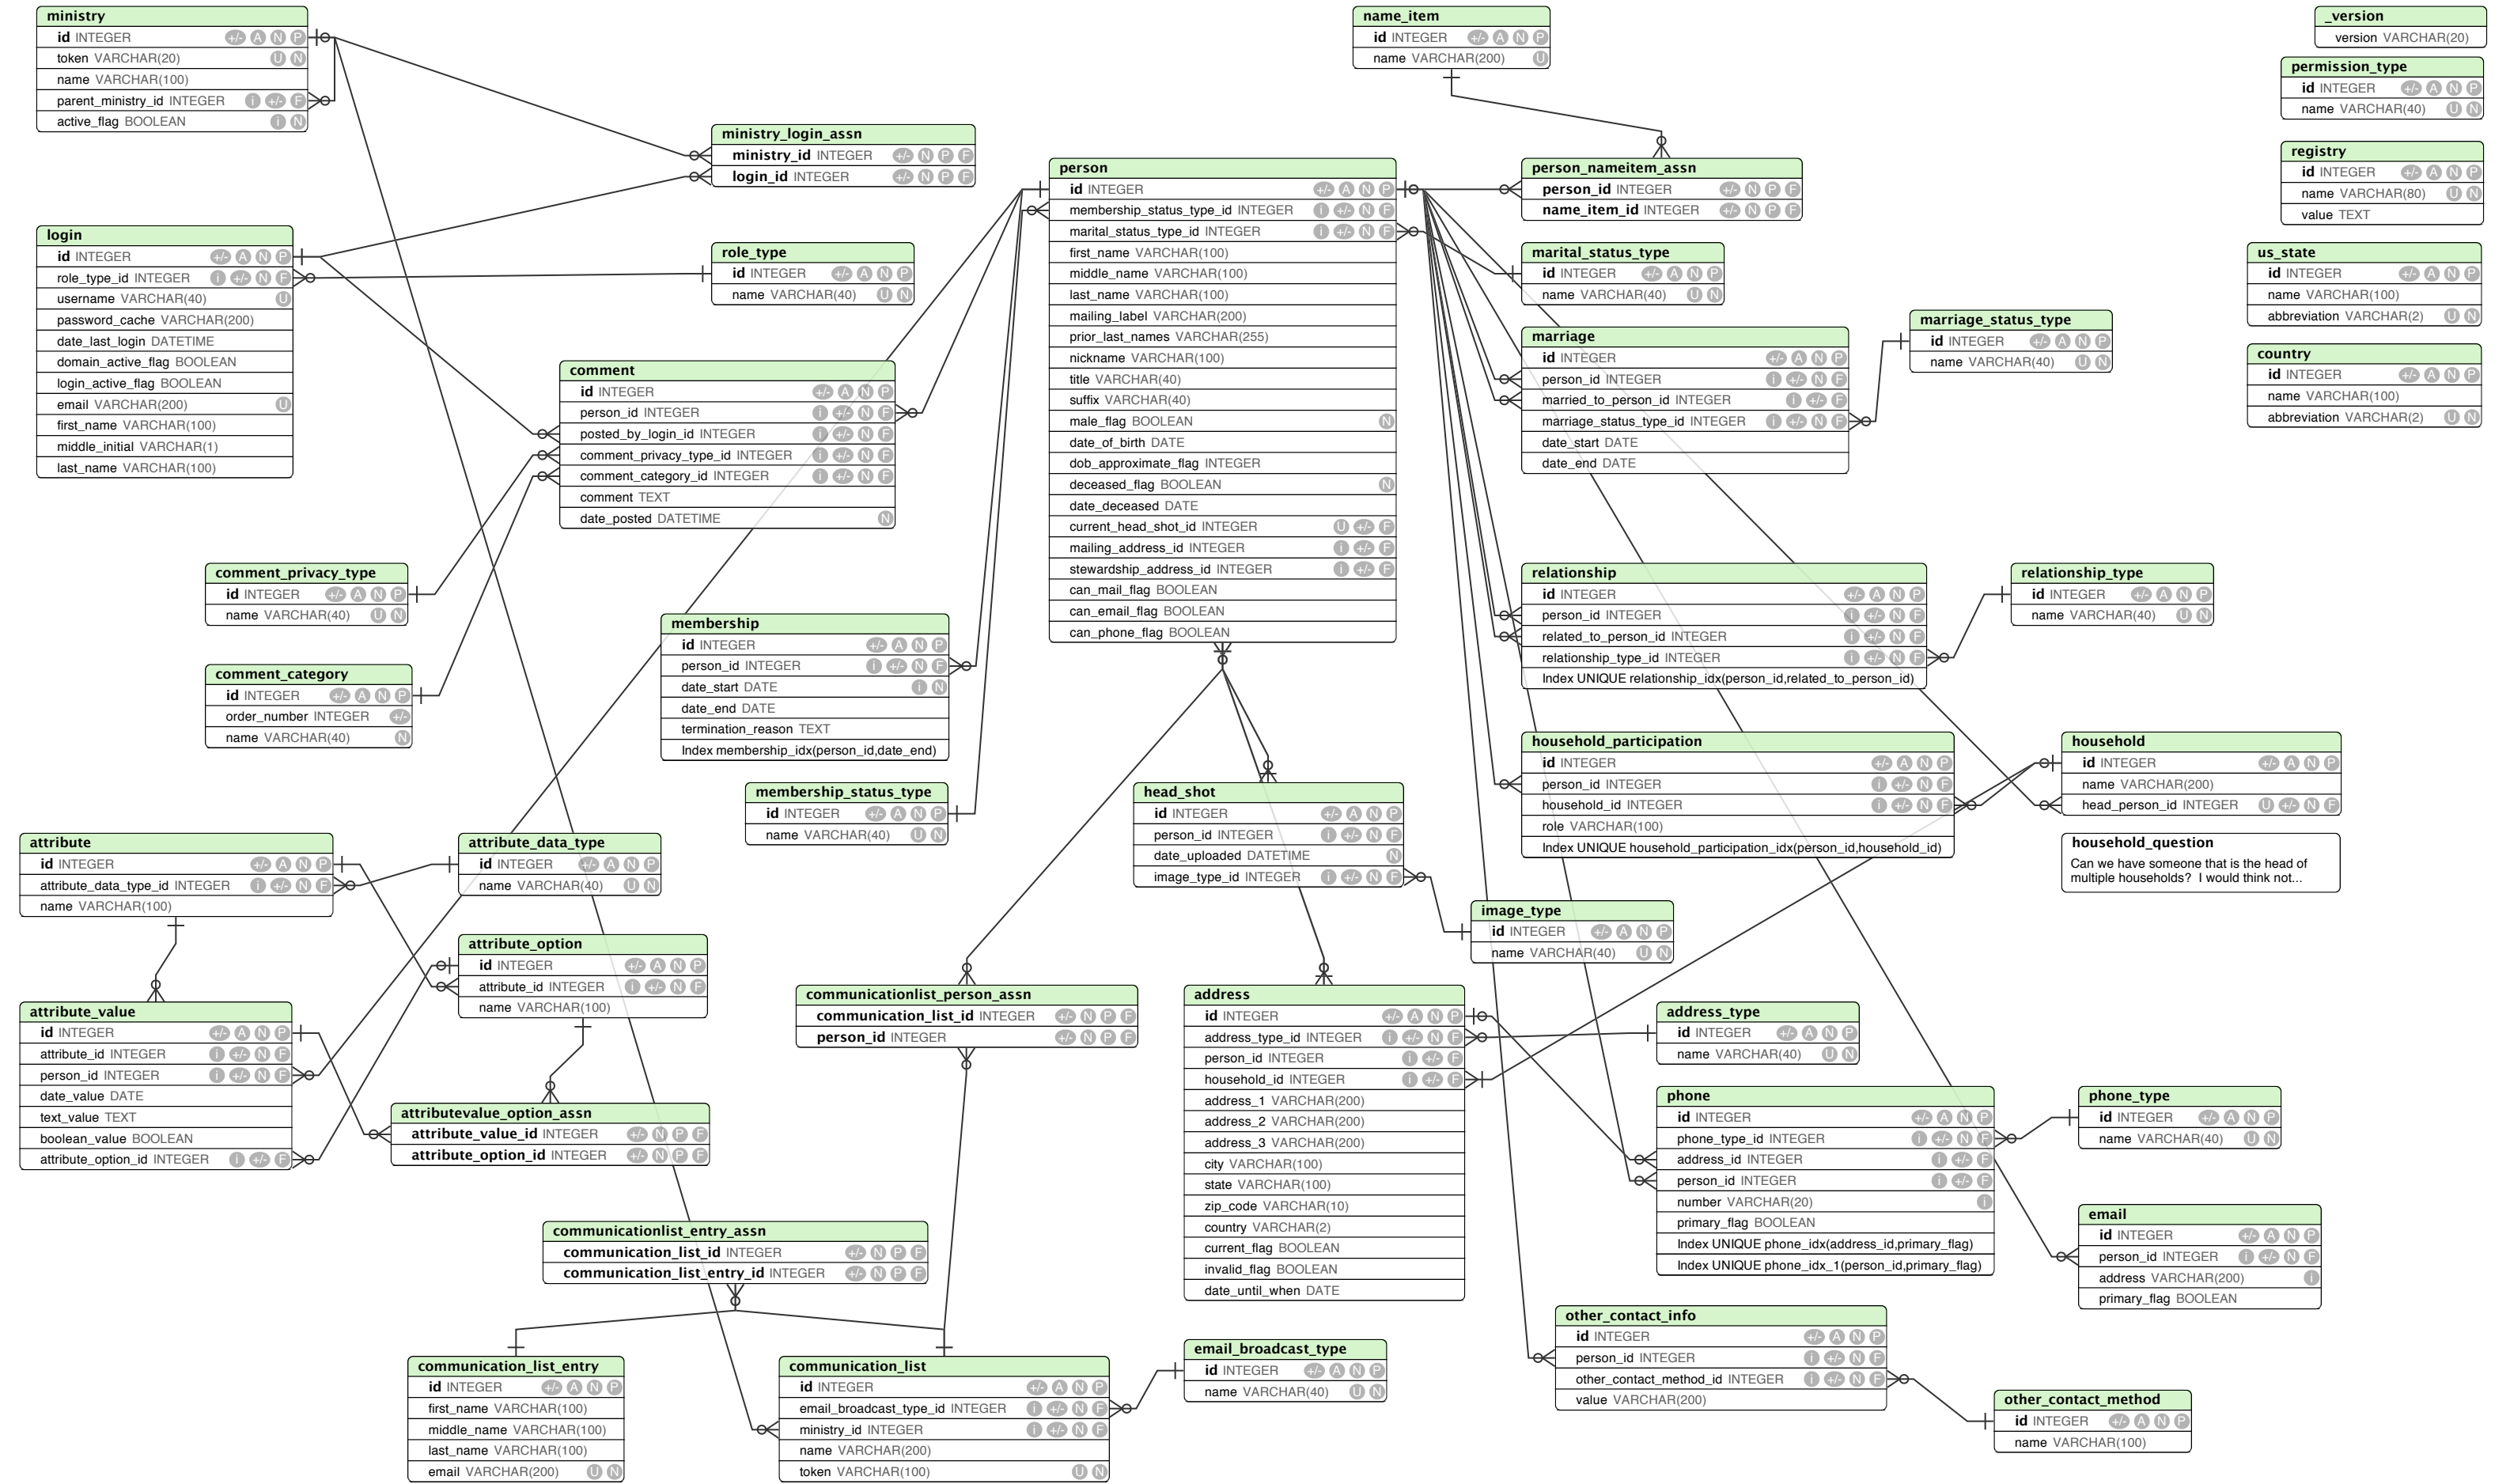 ministry
id INTEGER +/- A N P
token VARCHAR(20) U N
name VARCHAR(100)
parent_ministry_id INTEGER i +/- F
active_flag BOOLEAN i N
name_item
id INTEGER +/- A N P
name VARCHAR(200) U
_version
version VARCHAR(20)
permission_type
id INTEGER +/- A N P
name VARCHAR(40) U N
ministry_login_assn
ministry_id INTEGER +/- N P F
login_id INTEGER +/- N P F
registry
id INTEGER +/- A N P
name VARCHAR(80) U N
value TEXT
person
id INTEGER +/- A N P
membership_status_type_id INTEGER i +/- N F
marital_status_type_id INTEGER i +/- N F
first_name VARCHAR(100)
middle_name VARCHAR(100)
last_name VARCHAR(100)
mailing_label VARCHAR(200)
prior_last_names VARCHAR(255)
nickname VARCHAR(100)
title VARCHAR(40)
suffix VARCHAR(40)
male_flag BOOLEAN N
date_of_birth DATE
dob_approximate_flag INTEGER
deceased_flag BOOLEAN N
date_deceased DATE
current_head_shot_id INTEGER U +/- F
mailing_address_id INTEGER i +/- F
stewardship_address_id INTEGER i +/- F
can_mail_flag BOOLEAN
can_email_flag BOOLEAN
can_phone_flag BOOLEAN
person_nameitem_assn
person_id INTEGER +/- N P F
name_item_id INTEGER +/- N P F
login
id INTEGER +/- A N P
role_type_id INTEGER i +/- N F
username VARCHAR(40) U
password_cache VARCHAR(200)
date_last_login DATETIME
domain_active_flag BOOLEAN
login_active_flag BOOLEAN
email VARCHAR(200) U
first_name VARCHAR(100)
middle_initial VARCHAR(1)
last_name VARCHAR(100)
role_type
id INTEGER +/- A N P
name VARCHAR(40) U N
marital_status_type
id INTEGER +/- A N P
name VARCHAR(40) U N
us_state
id INTEGER +/- A N P
name VARCHAR(100)
abbreviation VARCHAR(2) U N
marriage_status_type
id INTEGER +/- A N P
name VARCHAR(40) U N
marriage
id INTEGER +/- A N P
person_id INTEGER i +/- N F
married_to_person_id INTEGER i +/- F
marriage_status_type_id INTEGER i +/- N F
date_start DATE
date_end DATE
country
id INTEGER +/- A N P
name VARCHAR(100)
abbreviation VARCHAR(2) U N
comment
id INTEGER +/- A N P
person_id INTEGER i +/- N F
posted_by_login_id INTEGER i +/- N F
comment_privacy_type_id INTEGER i +/- N F
comment_category_id INTEGER i +/- N F
comment TEXT
date_posted DATETIME N
comment_privacy_type
id INTEGER +/- A N P
name VARCHAR(40) U N
relationship
id INTEGER +/- A N P
person_id INTEGER i +/- N F
related_to_person_id INTEGER i +/- N F
relationship_type_id INTEGER i +/- N F
Index UNIQUE relationship_idx(person_id,related_to_person_id)
relationship_type
id INTEGER +/- A N P
name VARCHAR(40) U N
membership
id INTEGER +/- A N P
person_id INTEGER i +/- N F
date_start DATE i N
date_end DATE
termination_reason TEXT
Index membership_idx(person_id,date_end)
comment_category
id INTEGER +/- A N P
order_number INTEGER +/-
name VARCHAR(40) N
household_participation
id INTEGER +/- A N P
person_id INTEGER i +/- N F
household_id INTEGER i +/- N F
role VARCHAR(100)
Index UNIQUE household_participation_idx(person_id,household_id)
household
id INTEGER +/- A N P
name VARCHAR(200)
head_person_id INTEGER U +/- N F
membership_status_type
id INTEGER +/- A N P
name VARCHAR(40) U N
head_shot
id INTEGER +/- A N P
person_id INTEGER i +/- N F
date_uploaded DATETIME N
image_type_id INTEGER i +/- N F
household_question
Can we have someone that is the head of
multiple households? I would think not...
attribute
id INTEGER +/- A N P
attribute_data_type_id INTEGER i +/- N F
name VARCHAR(100)
attribute_data_type
id INTEGER +/- A N P
name VARCHAR(40) U N
image_type
id INTEGER +/- A N P
name VARCHAR(40) U N
attribute_option
id INTEGER +/- A N P
attribute_id INTEGER i +/- N F
name VARCHAR(100)
communicationlist_person_assn
communication_list_id INTEGER +/- N P F
person_id INTEGER +/- N P F
address
id INTEGER +/- A N P
address_type_id INTEGER i +/- N F
person_id INTEGER i +/- F
household_id INTEGER i +/- F
address_1 VARCHAR(200)
address_2 VARCHAR(200)
address_3 VARCHAR(200)
city VARCHAR(100)
state VARCHAR(100)
zip_code VARCHAR(10)
country VARCHAR(2)
current_flag BOOLEAN
invalid_flag BOOLEAN
date_until_when DATE
attribute_value
id INTEGER +/- A N P
attribute_id INTEGER i +/- N F
person_id INTEGER i +/- N F
date_value DATE
text_value TEXT
boolean_value BOOLEAN
attribute_option_id INTEGER i +/- F
address_type
id INTEGER +/- A N P
name VARCHAR(40) U N
phone
id INTEGER +/- A N P
phone_type_id INTEGER i +/- N F
address_id INTEGER i +/- F
person_id INTEGER i +/- F
number VARCHAR(20) i
primary_flag BOOLEAN
Index UNIQUE phone_idx(address_id,primary_flag)
Index UNIQUE phone_idx_1(person_id,primary_flag)
phone_type
id INTEGER +/- A N P
name VARCHAR(40) U N
attributevalue_option_assn
attribute_value_id INTEGER +/- N P F
attribute_option_id INTEGER +/- N P F
email
id INTEGER +/- A N P
person_id INTEGER i +/- N F
address VARCHAR(200) i
primary_flag BOOLEAN
communicationlist_entry_assn
communication_list_id INTEGER +/- N P F
communication_list_entry_id INTEGER +/- N P F
other_contact_info
id INTEGER +/- A N P
person_id INTEGER i +/- N F
other_contact_method_id INTEGER i +/- N F
value VARCHAR(200)
email_broadcast_type
id INTEGER +/- A N P
name VARCHAR(40) U N
communication_list_entry
id INTEGER +/- A N P
first_name VARCHAR(100)
middle_name VARCHAR(100)
last_name VARCHAR(100)
email VARCHAR(200) U N
communication_list
id INTEGER +/- A N P
email_broadcast_type_id INTEGER i +/- N F
ministry_id INTEGER i +/- N F
name VARCHAR(200)
token VARCHAR(100) U N
other_contact_method
id INTEGER +/- A N P
name VARCHAR(100)